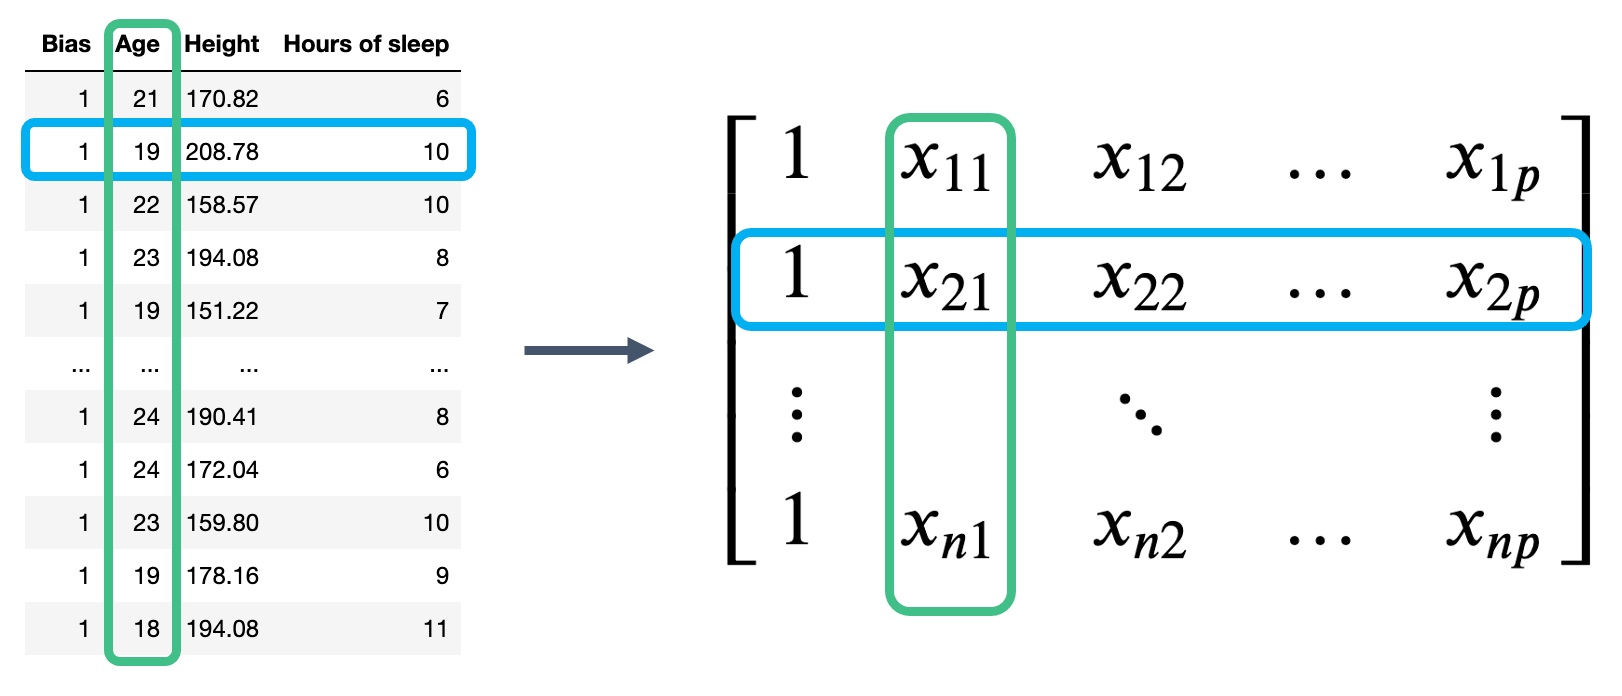 Bias Age Height Hours of sleep
1 21 170.82 6
1 19 208.78 10
1 22 158.57 10
1 23 194.08 8
1 19 151.22 7
... ... ... ...
1 24 190.41 8
1 24 172.04 6
1 23 159.80 10
1 19 178.16 9
1 18 194.08 11
1 x₁₁ x₁₂ … x₁ₚ
1 x₂₁ x₂₂ … x₂ₚ
⋮ ⋱ ⋮
1 xₙ₁ xₙ₂ … xₙₚ